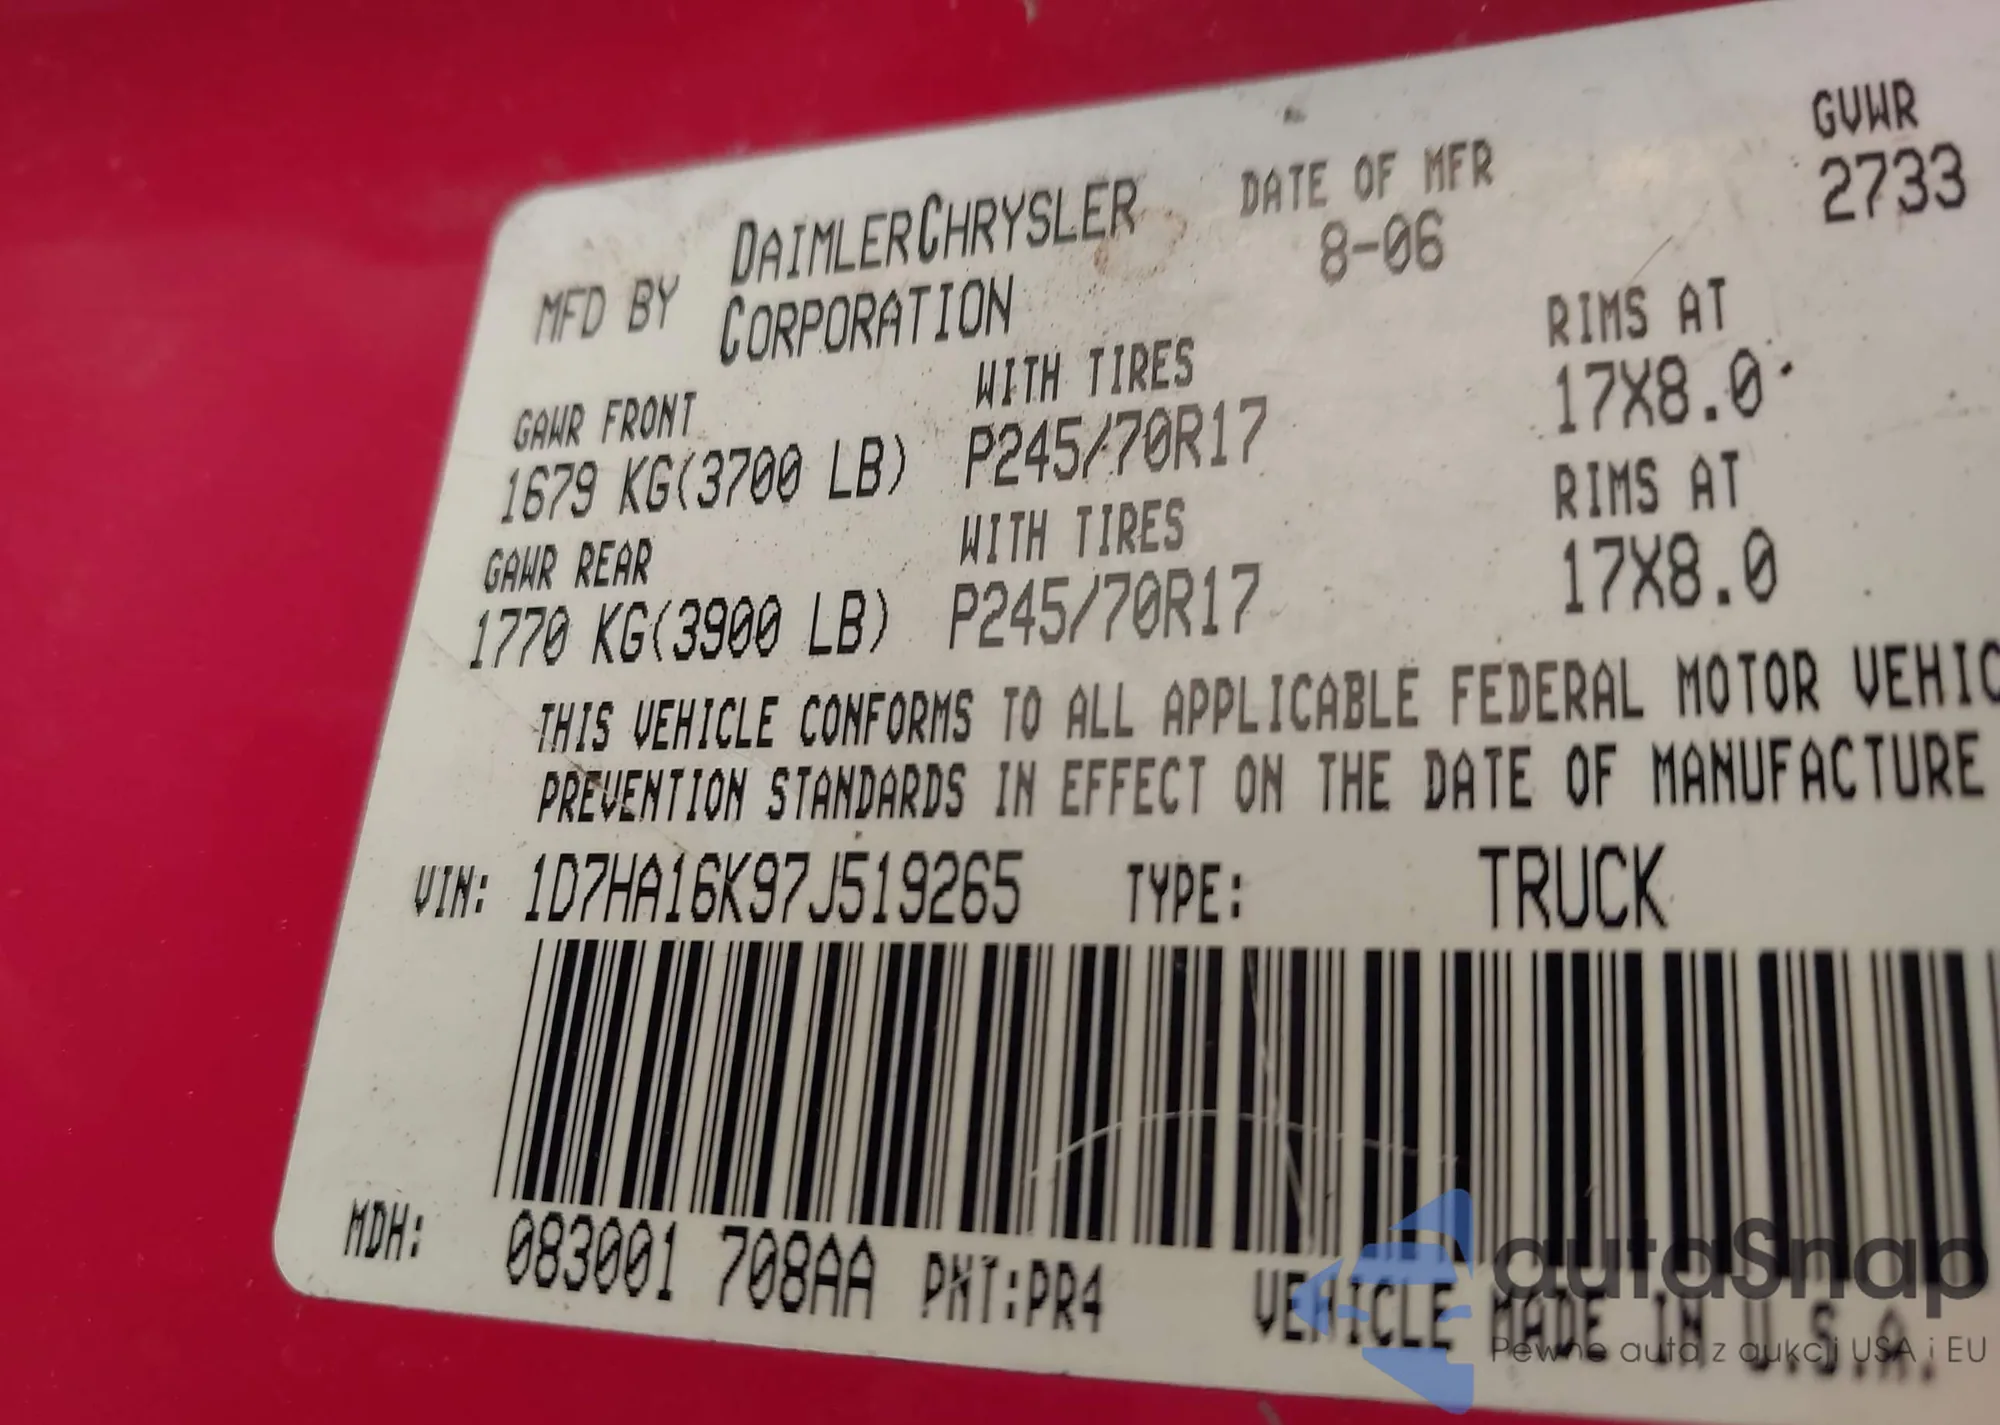 GVWR
MFD BY DAIMLERCHRYSLER DATE OF MFR 2733
CORPORATION 8-06
GAWR FRONT WITH TIRES RIMS AT
1679 KG(3700 LB) P245/70R17 17X8.0
GAWR REAR WITH TIRES RIMS AT
1770 KG(3900 LB) P245/70R17 17X8.0
THIS VEHICLE CONFORMS TO ALL APPLICABLE FEDERAL MOTOR VEHIC
PREVENTION STANDARDS IN EFFECT ON THE DATE OF MANUFACTURE
VIN: 1D7HA16K97J519265 TYPE: TRUCK
MDH: 083001 708AA PNT:PR4 VEHICLE MADE IN U.S.A.
autaSnap
Pewne auta z aukcji USA i EU